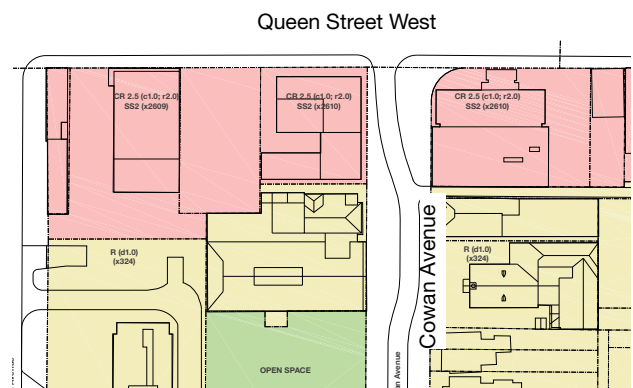 Queen Street West
CR 2.5 (c1.0; r2.0)
SS2 (x2609)
CR 2.5 (c1.0; r2.0)
SS2 (x2610)
CR 2.5 (c1.0; r2.0)
SS2 (x2610)
R (d1.0)
(x324)
Cowan Avenue
R (d1.0)
(x324)
OPEN SPACE
an Avenue